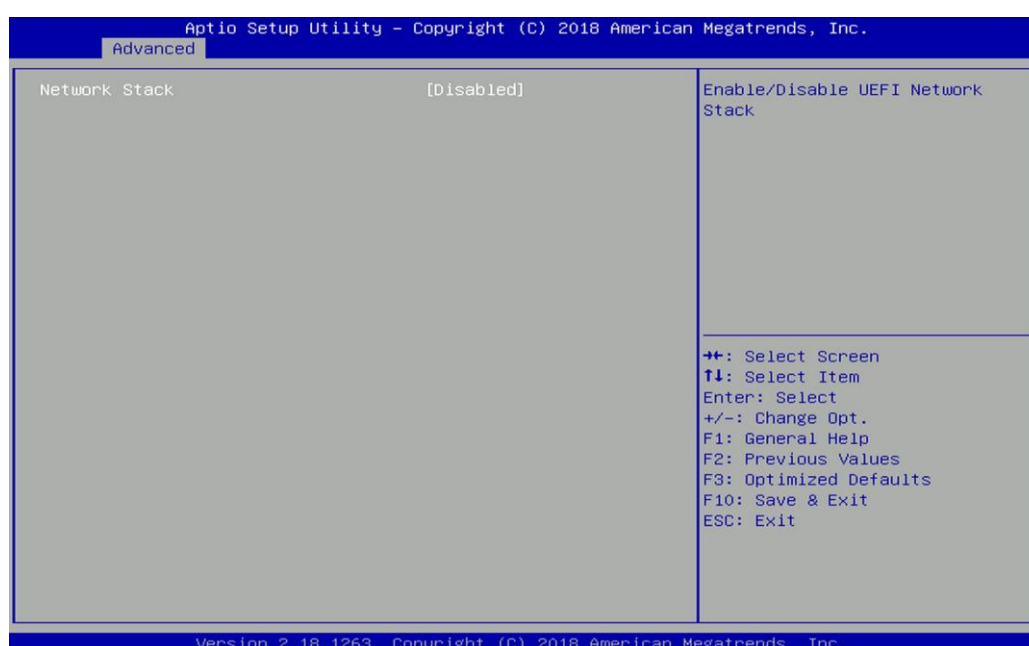 Aptio Setup Utility – Copyright (C) 2018 American Megatrends, Inc.
Advanced
Network Stack [Disabled]
Enable/Disable UEFI Network
Stack
→←: Select Screen
↑↓: Select Item
Enter: Select
+/-: Change Opt.
F1: General Help
F2: Previous Values
F3: Optimized Defaults
F10: Save & Exit
ESC: Exit
Version 2.18.1263. Copyright (C) 2018 American Megatrends, Inc.